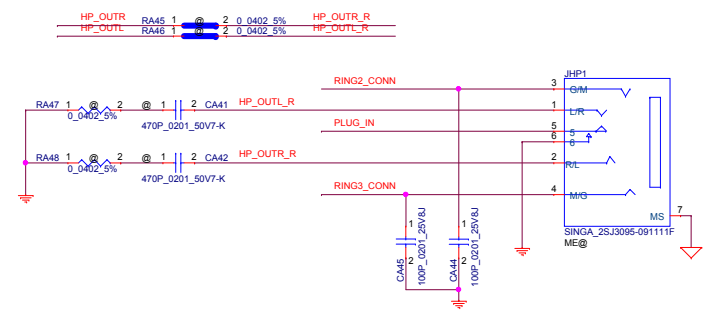 HP_OUTR RA45 1 @ 2 0_0402_5% HP_OUTR_R
HP_OUTL RA46 1 @ 2 0_0402_5% HP_OUTL_R
JHP1
RING2_CONN 3 G/M
RA47 1 @ 2 @ 1 2 CA41 HP_OUTL_R 1 L/R
0_0402_5%
470P_0201_50V7-K
PLUG_IN 5 5
6 6
RA48 1 @ 2 @ 1 2 CA42 HP_OUTR_R 2 R/L
0_0402_5%
470P_0201_50V7-K
RING3_CONN 4 M/G
MS 7
SINGA_2SJ3095-091111F
ME@
1 2 CA45 100P_0201_25V8J
1 2 CA44 100P_0201_25V8J